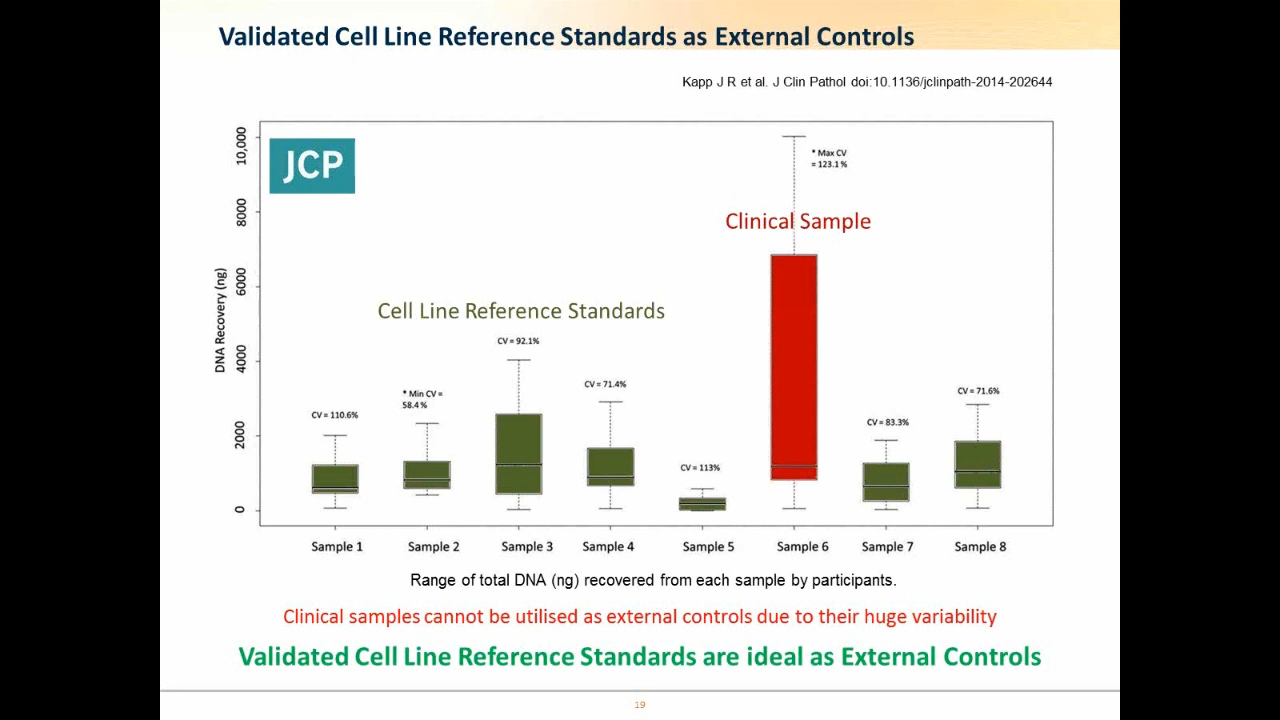 Validated Cell Line Reference Standards as External Controls
Kapp J R et al. J Clin Pathol doi:10.1136/jclinpath-2014-202644
JCP
10,000
8000
6000
4000
2000
0
DNA Recovery (ng)
* Max CV
= 123.1 %
Clinical Sample
Cell Line Reference Standards
CV = 92.1%
CV = 71.4%
* Min CV =
58.4 %
CV = 110.6%
CV = 113%
CV = 83.3%
CV = 71.6%
Sample 1 Sample 2 Sample 3 Sample 4 Sample 5 Sample 6 Sample 7 Sample 8
Range of total DNA (ng) recovered from each sample by participants.
Clinical samples cannot be utilised as external controls due to their huge variability
Validated Cell Line Reference Standards are ideal as External Controls
19